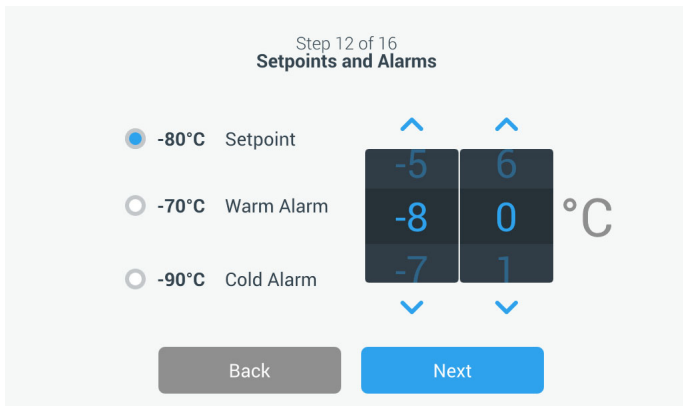 Step 12 of 16
Setpoints and Alarms
-80°C Setpoint
-70°C Warm Alarm
-90°C Cold Alarm
-5 6
-8 0 °C
-7 1
Back Next